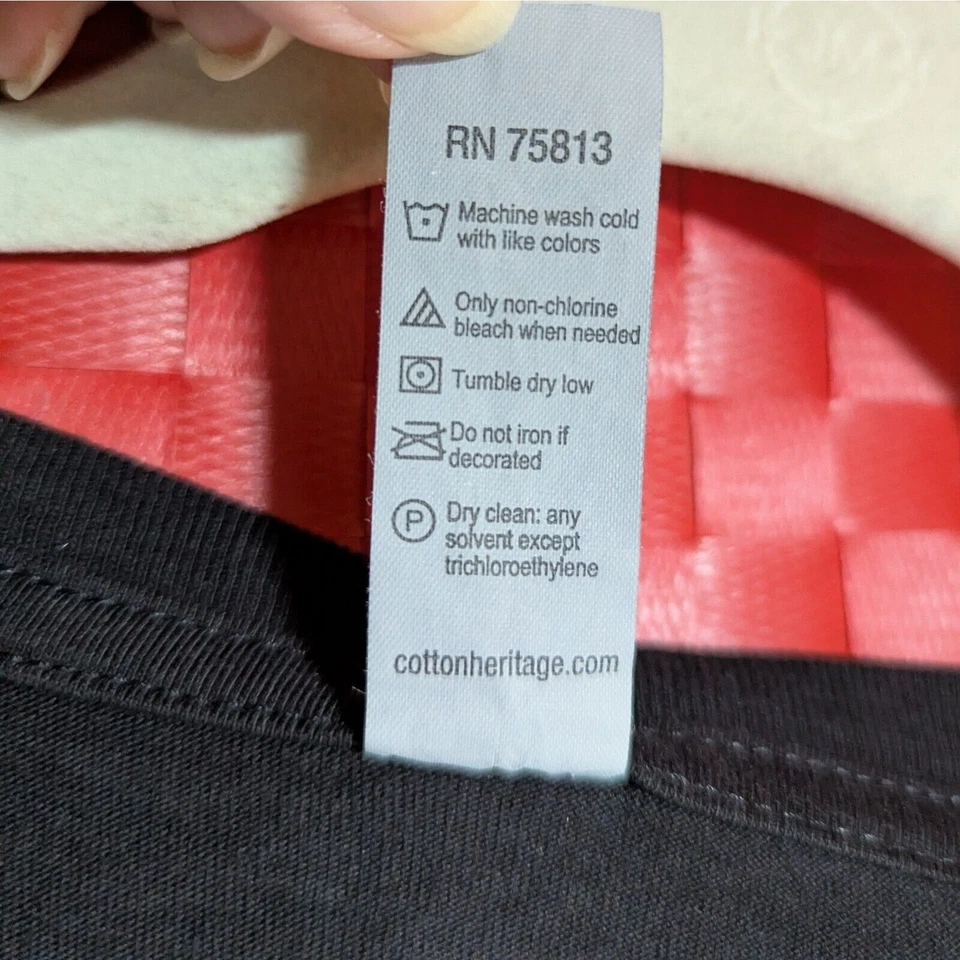 RN 75813
Machine wash cold
with like colors
Only non-chlorine
bleach when needed
Tumble dry low
Do not iron if
decorated
P
Dry clean: any
solvent except
trichloroethylene
cottonheritage.com